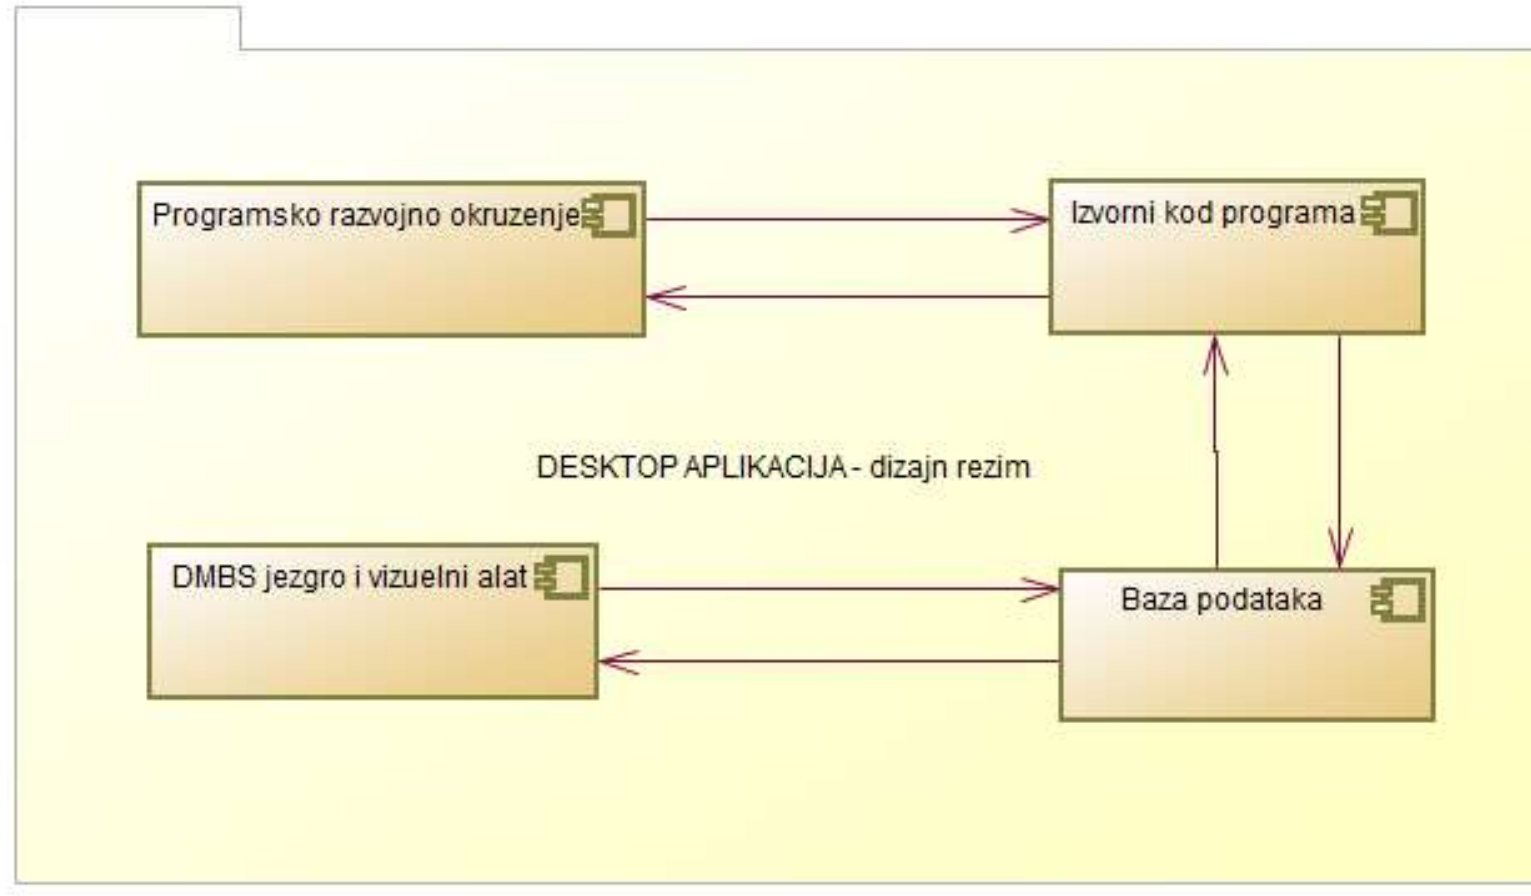 Programsko razvojno okruzenje
Izvorni kod programa
DESKTOP APLIKACIJA - dizajn rezim
DMBS jezgro i vizuelni alat
Baza podataka